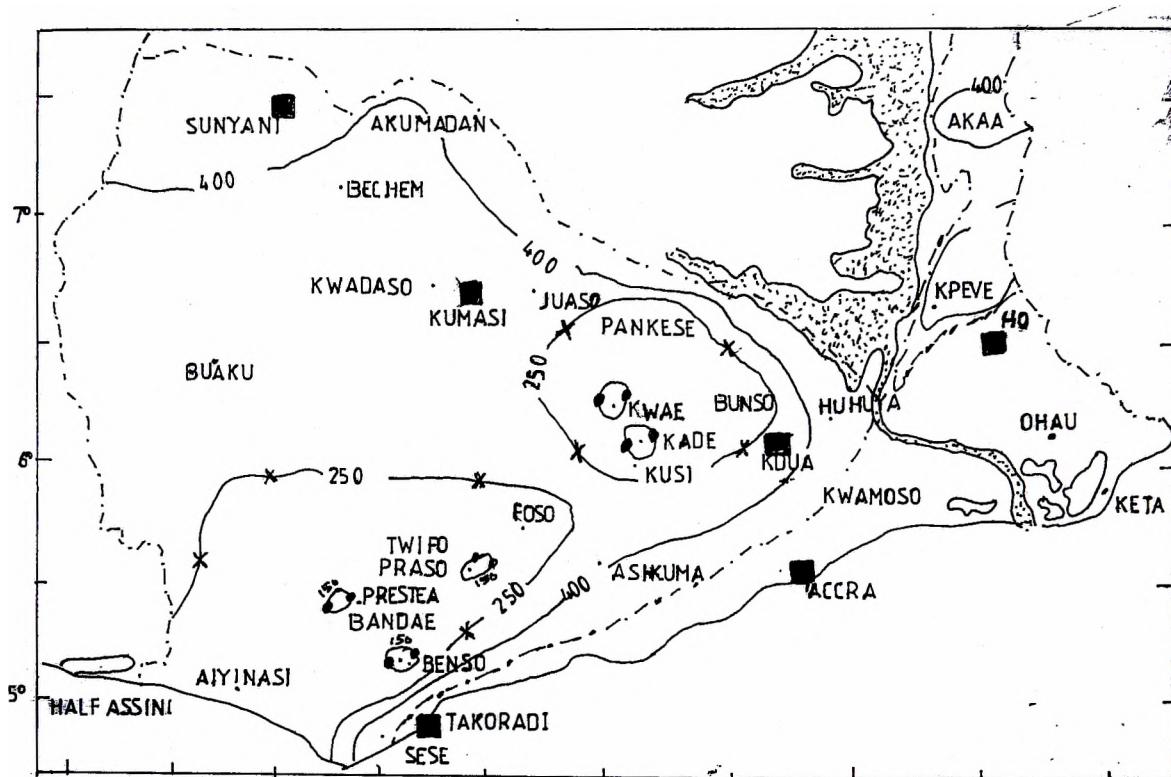 400
AKAA
SUNYANI
AKUMADAN
400
BECHEM
7°
400
KWADASO
KUMASI
JUASO
PANKESE
KPEVE
HO
250
BUAKU
KWAE
BUNSO
HUHUYA
KADE
OHAU
6°
KUSI
KDUA
250
KWAMOSO
KETA
FOSO
TWIFO
PRASO
150
ASHKUMA
ACCRA
150
PRESTEA
250
400
BANDAE
150
BENSO
AIYINASI
5°
HALF ASSINI
TAKORADI
SESE